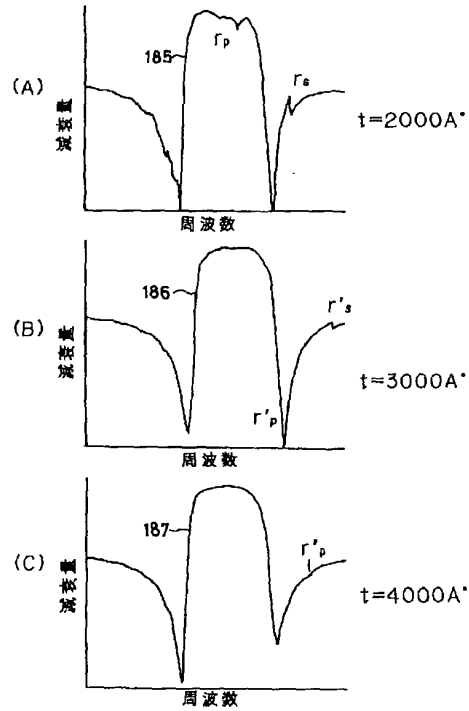 (A)
減衰量
185
rp
rs
t=2000A°
周波数
(B)
減衰量
186
r's
r'p
t=3000A°
周波数
(C)
減衰量
187
r'p
t=4000A°
周波数